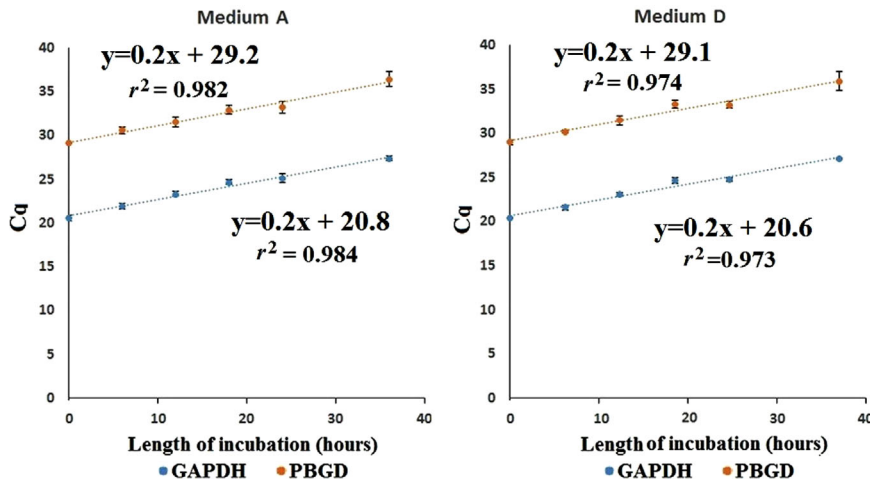 Medium A
40
35
30
25
20
15
10
5
0
Cq
y=0.2x + 29.2
r² = 0.982
y=0.2x + 20.8
r² = 0.984
0 10 20 30 40
Length of incubation (hours)
GAPDH PBGD
Medium D
40
35
30
25
20
15
10
5
0
Cq
y=0.2x + 29.1
r² = 0.974
y=0.2x + 20.6
r² =0.973
0 10 20 30 40
Length of incubation (hours)
GAPDH PBGD